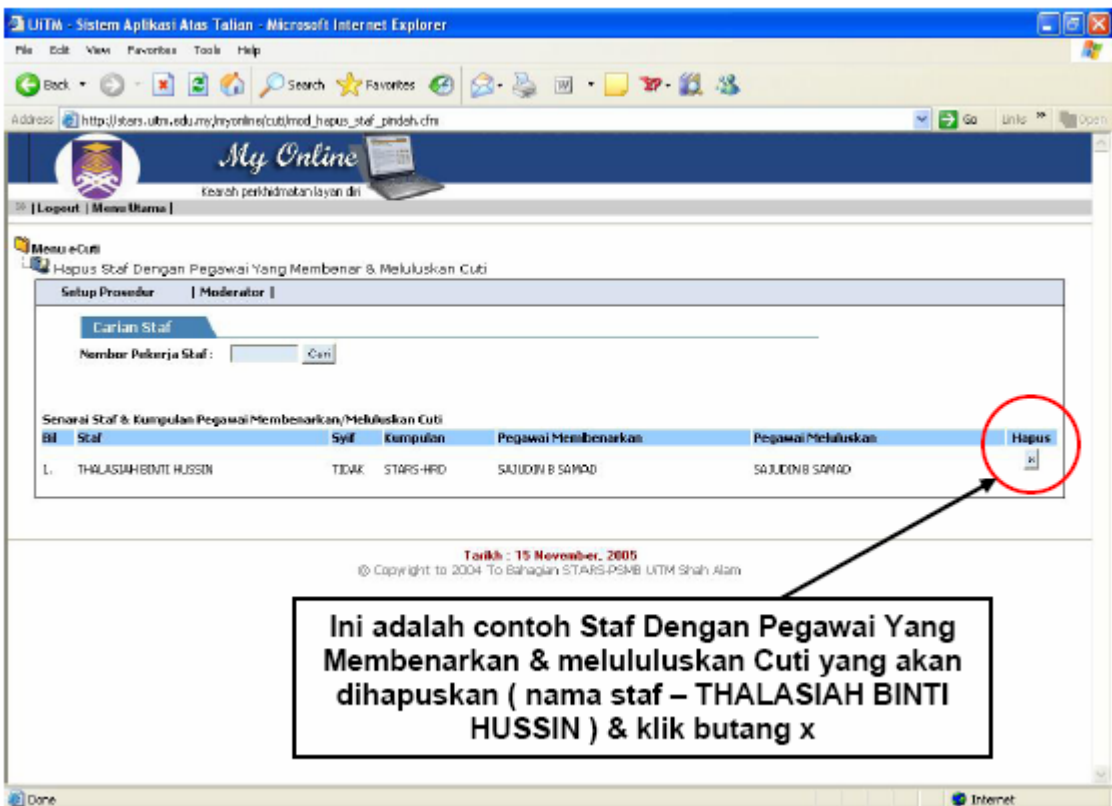 UiTM - Sistem Aplikasi Atas Talian - Microsoft Internet Explorer
File Edit View Favorites Tools Help
Back Search Favorites
Address http://stars.uitm.edu.my/myonline/cuti/mod_hapus_staf_pindah.cfm Go Links Open
My Online
Kearah perkhidmatan layan diri
» | Logout | Menu Utama |
Menu eCuti
Hapus Staf Dengan Pegawai Yang Membenar & Meluluskan Cuti
Setup Prosedur | Moderator |
Carian Staf
Nombor Pekerja Staf : Cari
Senarai Staf & Kumpulan Pegawai Membenarkan/Meluluskan Cuti
Bil Staf Syif Kumpulan Pegawai Membenarkan Pegawai Meluluskan Hapus
1. THALASIAH BINTI HUSSIN TIDAK STARS-HRD SAJUDIN B SAMAD SAJUDIN B SAMAD x
Tarikh : 15 November, 2005
© Copyright to 2004 To Bahagian STARS-PSMB UiTM Shah Alam
Ini adalah contoh Staf Dengan Pegawai Yang
Membenarkan & melululuskan Cuti yang akan
dihapuskan ( nama staf – THALASIAH BINTI
HUSSIN ) & klik butang x
Done Internet